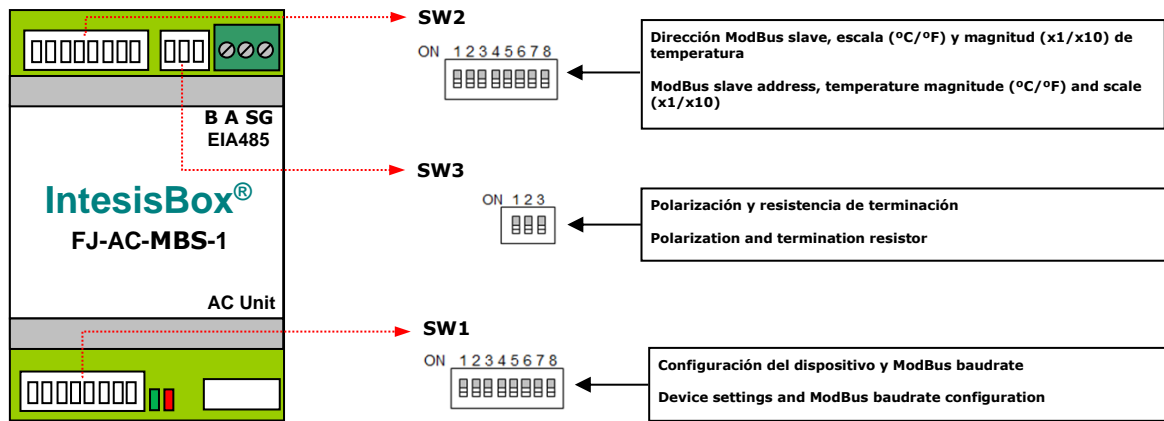 SW2
ON 1 2 3 4 5 6 7 8
Dirección ModBus slave, escala (ºC/ºF) y magnitud (x1/x10) de
temperatura
ModBus slave address, temperature magnitude (ºC/ºF) and scale
(x1/x10)
B A SG
EIA485
IntesisBox®
FJ-AC-MBS-1
AC Unit
SW3
ON 1 2 3
Polarización y resistencia de terminación
Polarization and termination resistor
SW1
ON 1 2 3 4 5 6 7 8
Configuración del dispositivo y ModBus baudrate
Device settings and ModBus baudrate configuration